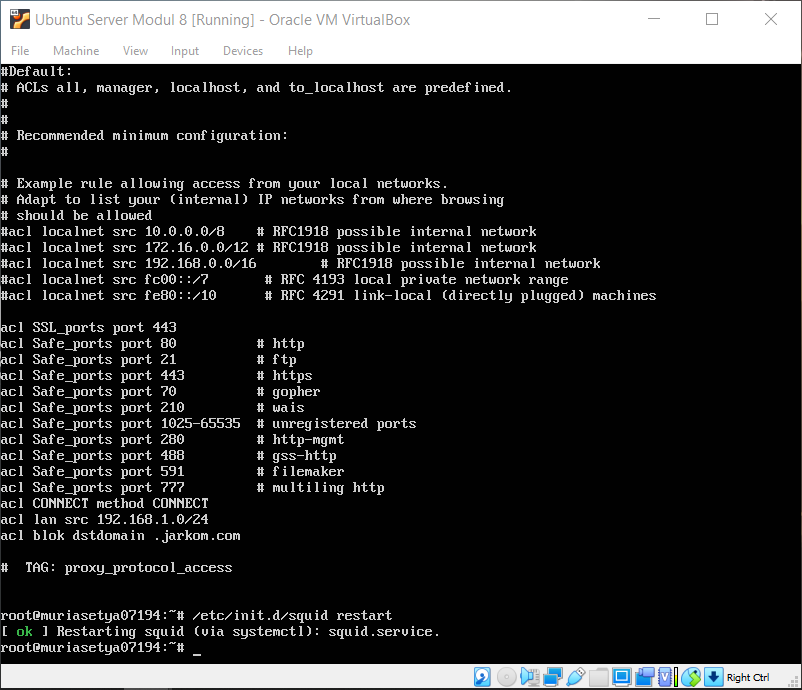 Ubuntu Server Modul 8 [Running] - Oracle VM VirtualBox
File Machine View Input Devices Help
#Default:
# ACLs all, manager, localhost, and to_localhost are predefined.
#
#
# Recommended minimum configuration:
#
# Example rule allowing access from your local networks.
# Adapt to list your (internal) IP networks from where browsing
# should be allowed
#acl localnet src 10.0.0.0/8 # RFC1918 possible internal network
#acl localnet src 172.16.0.0/12 # RFC1918 possible internal network
#acl localnet src 192.168.0.0/16 # RFC1918 possible internal network
#acl localnet src fc00::/7 # RFC 4193 local private network range
#acl localnet src fe80::/10 # RFC 4291 link-local (directly plugged) machines
acl SSL_ports port 443
acl Safe_ports port 80 # http
acl Safe_ports port 21 # ftp
acl Safe_ports port 443 # https
acl Safe_ports port 70 # gopher
acl Safe_ports port 210 # wais
acl Safe_ports port 1025-65535 # unregistered ports
acl Safe_ports port 280 # http-mgmt
acl Safe_ports port 488 # gss-http
acl Safe_ports port 591 # filemaker
acl Safe_ports port 777 # multiling http
acl CONNECT method CONNECT
acl lan src 192.168.1.0/24
acl blok dstdomain .jarkom.com
# TAG: proxy_protocol_access
root@muriasetya07194:~# /etc/init.d/squid restart
[ ok ] Restarting squid (via systemctl): squid.service.
root@muriasetya07194:~# _
Right Ctrl